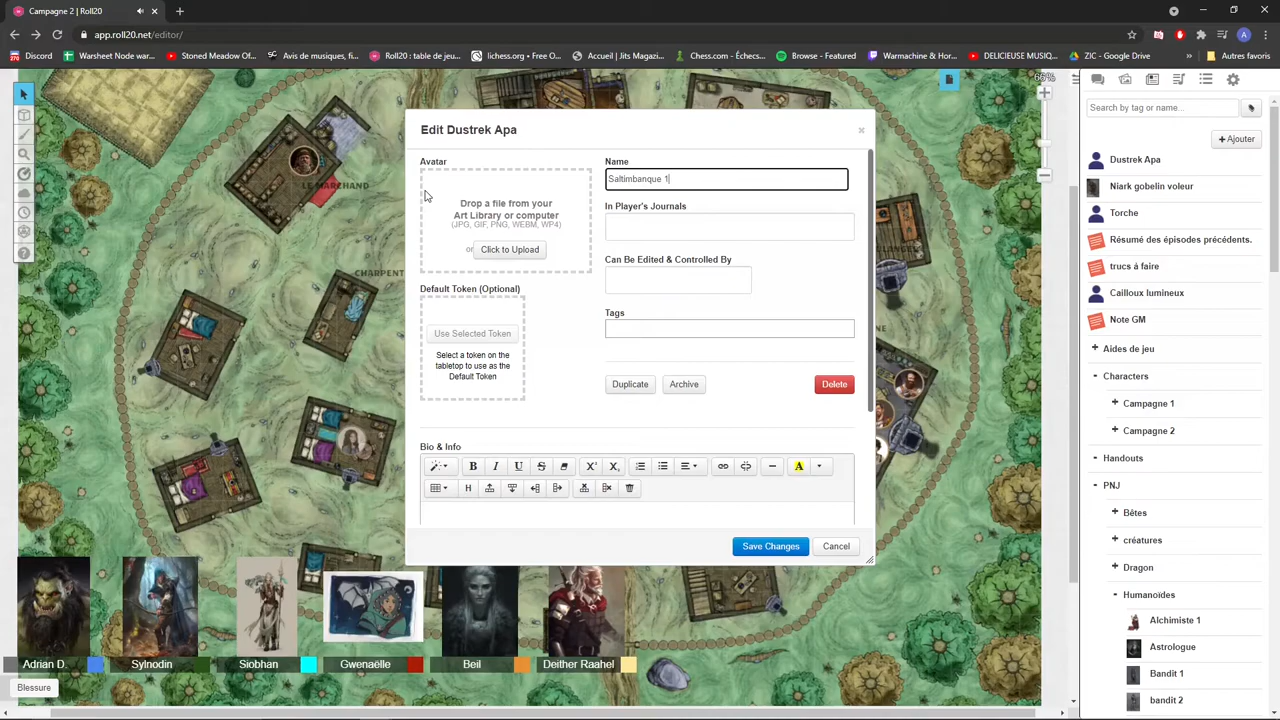 Campagne 2 | Roll20
app.roll20.net/editor/
Discord
Warsheet Node war...
Stoned Meadow Of...
Avis de musiques, fi...
Roll20 : table de jeu...
lichess.org • Echecs...
Accueil | Jits Magazi...
Chess.com · Échecs...
Spotify – Browse Featured
Warmachine & Hor...
DELICIEUSE MUSIQ...
ZIC - Google Drive
Autres favoris
66%
LE MARCHAND
CHARPENT
Edit Dustrek Apa
Avatar
Drop a file from your
Art Library or computer
(JPG, GIF, PNG, WEBM, WP4)
or
Click to Upload
Default Token (Optional)
Use Selected Token
Select a token on the
tabletop to use as the
Default Token
Name
Saltimbanque 1
In Player's Journals
Can Be Edited & Controlled By
Tags
Duplicate
Archive
Delete
Bio & Info
Save Changes
Cancel
Search by tag or name...
+ Ajouter
Dustrek Apa
Niark gobelin voleur
Torche
Résumé des épisodes précédents.
trucs à faire
Cailloux lumineux
Note GM
Aides de jeu
Characters
Campagne 1
Campagne 2
Handouts
PNJ
Bêtes
créatures
Dragon
Humanoïdes
Alchimiste 1
Astrologue
Bandit 1
bandit 2
Adrian D.
Sylnodin
Siobhan
Gwenaëlle
Beil
Deither Raahel
Blessure